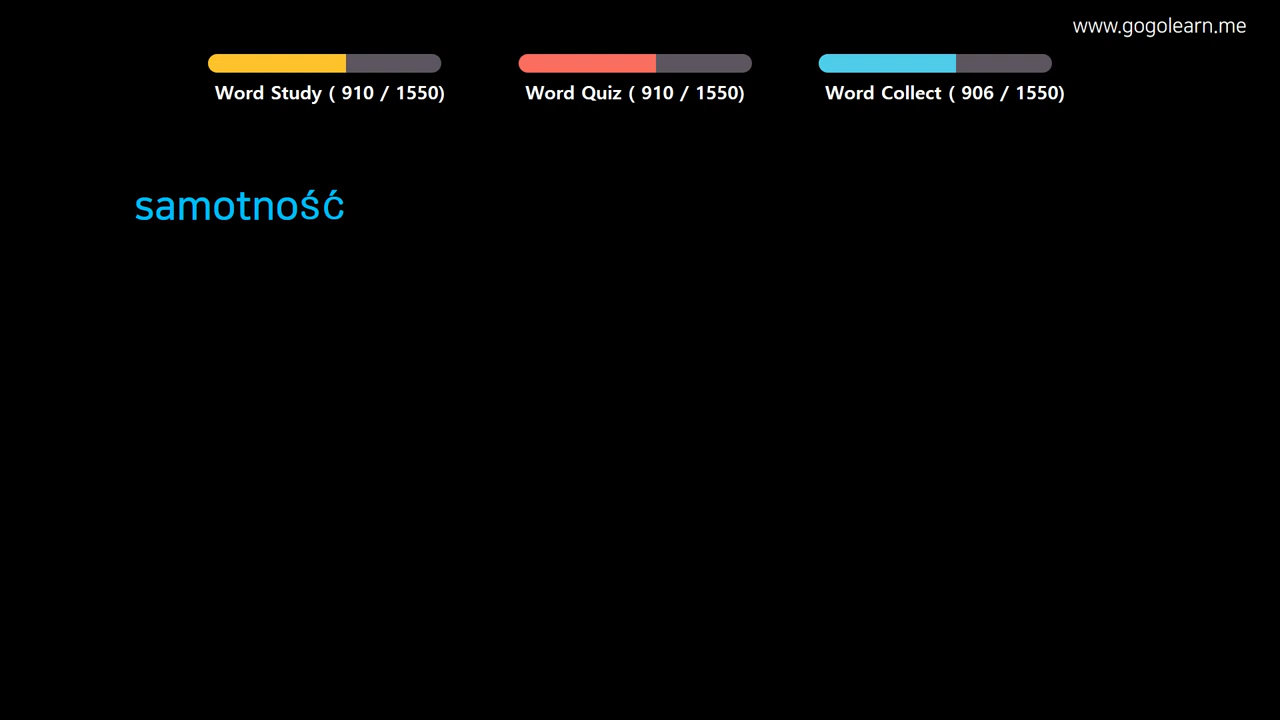 www.gogolearn.me
Word Study ( 910 / 1550)
Word Quiz ( 910 / 1550)
Word Collect ( 906 / 1550)
samotność